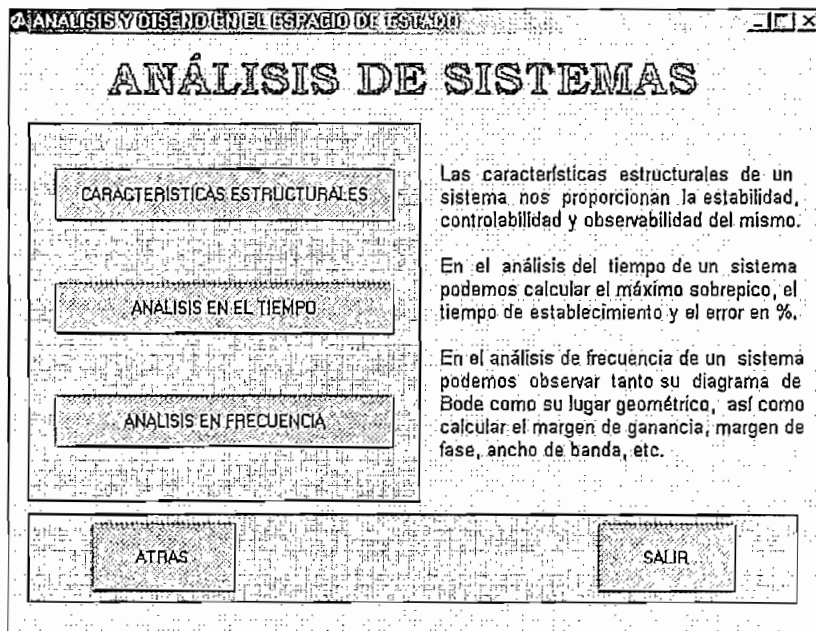 ANALISIS Y DISEÑO EN EL ESPACIO DE ESTADO
ANÁLISIS DE SISTEMAS
CARACTERISTICAS ESTRUCTURALES
ANALISIS EN EL TIEMPO
ANALISIS EN FRECUENCIA
Las características estructurales de un
sistema nos proporcionan la estabilidad,
controlabilidad y observabilidad del mismo.
En el análisis del tiempo de un sistema
podemos calcular el máximo sobrepico, el
tiempo de establecimiento y el error en %.
En el análisis de frecuencia de un sistema
podemos observar tanto su diagrama de
Bode como su lugar geométrico, así como
calcular el margen de ganancia, margen de
fase, ancho de banda, etc.
ATRAS
SALIR